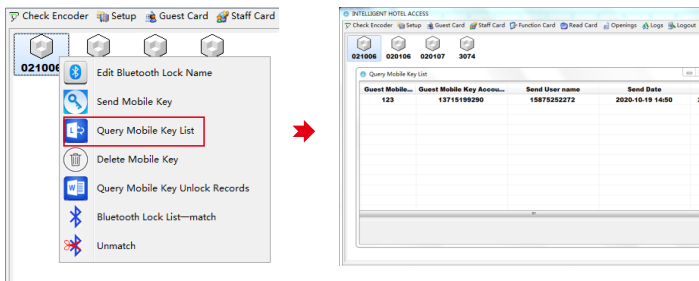 Check Encoder Setup Guest Card Staff Card
021006
Edit Bluetooth Lock Name
Send Mobile Key
Query Mobile Key List
Delete Mobile Key
Query Mobile Key Unlock Records
Bluetooth Lock List—match
Unmatch
INTELLIGENT HOTEL ACCESS
Check Encoder Setup Guest Card Staff Card Function Card Read Card Openings Logs Logout
021006 020106 020107 3074
Query Mobile Key List
Guest Mobile... Guest Mobile Key Accou... Send User name Send Date
123 13715199290 15875252272 2020-10-19 14:50